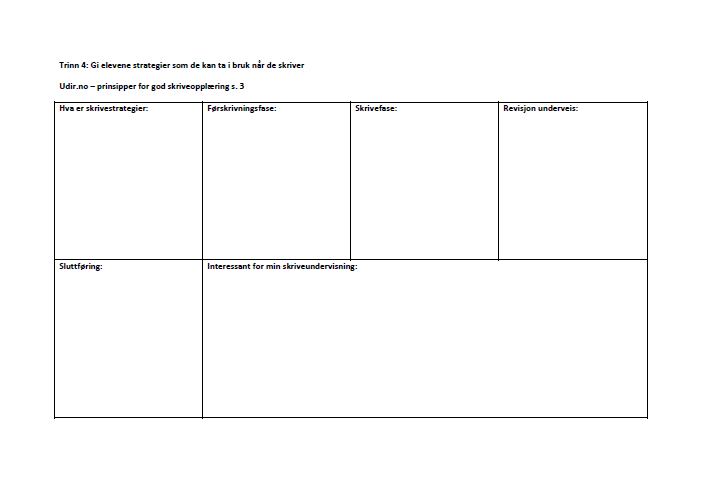 Trinn 4: Gi elevene strategier som de kan ta i bruk når de skriver
Udir.no – prinsipper for god skriveopplæring s. 3
Hva er skrivestrategier:
Førskrivningsfase:
Skrivefase:
Revisjon underveis:
Sluttføring:
Interessant for min skriveundervisning: